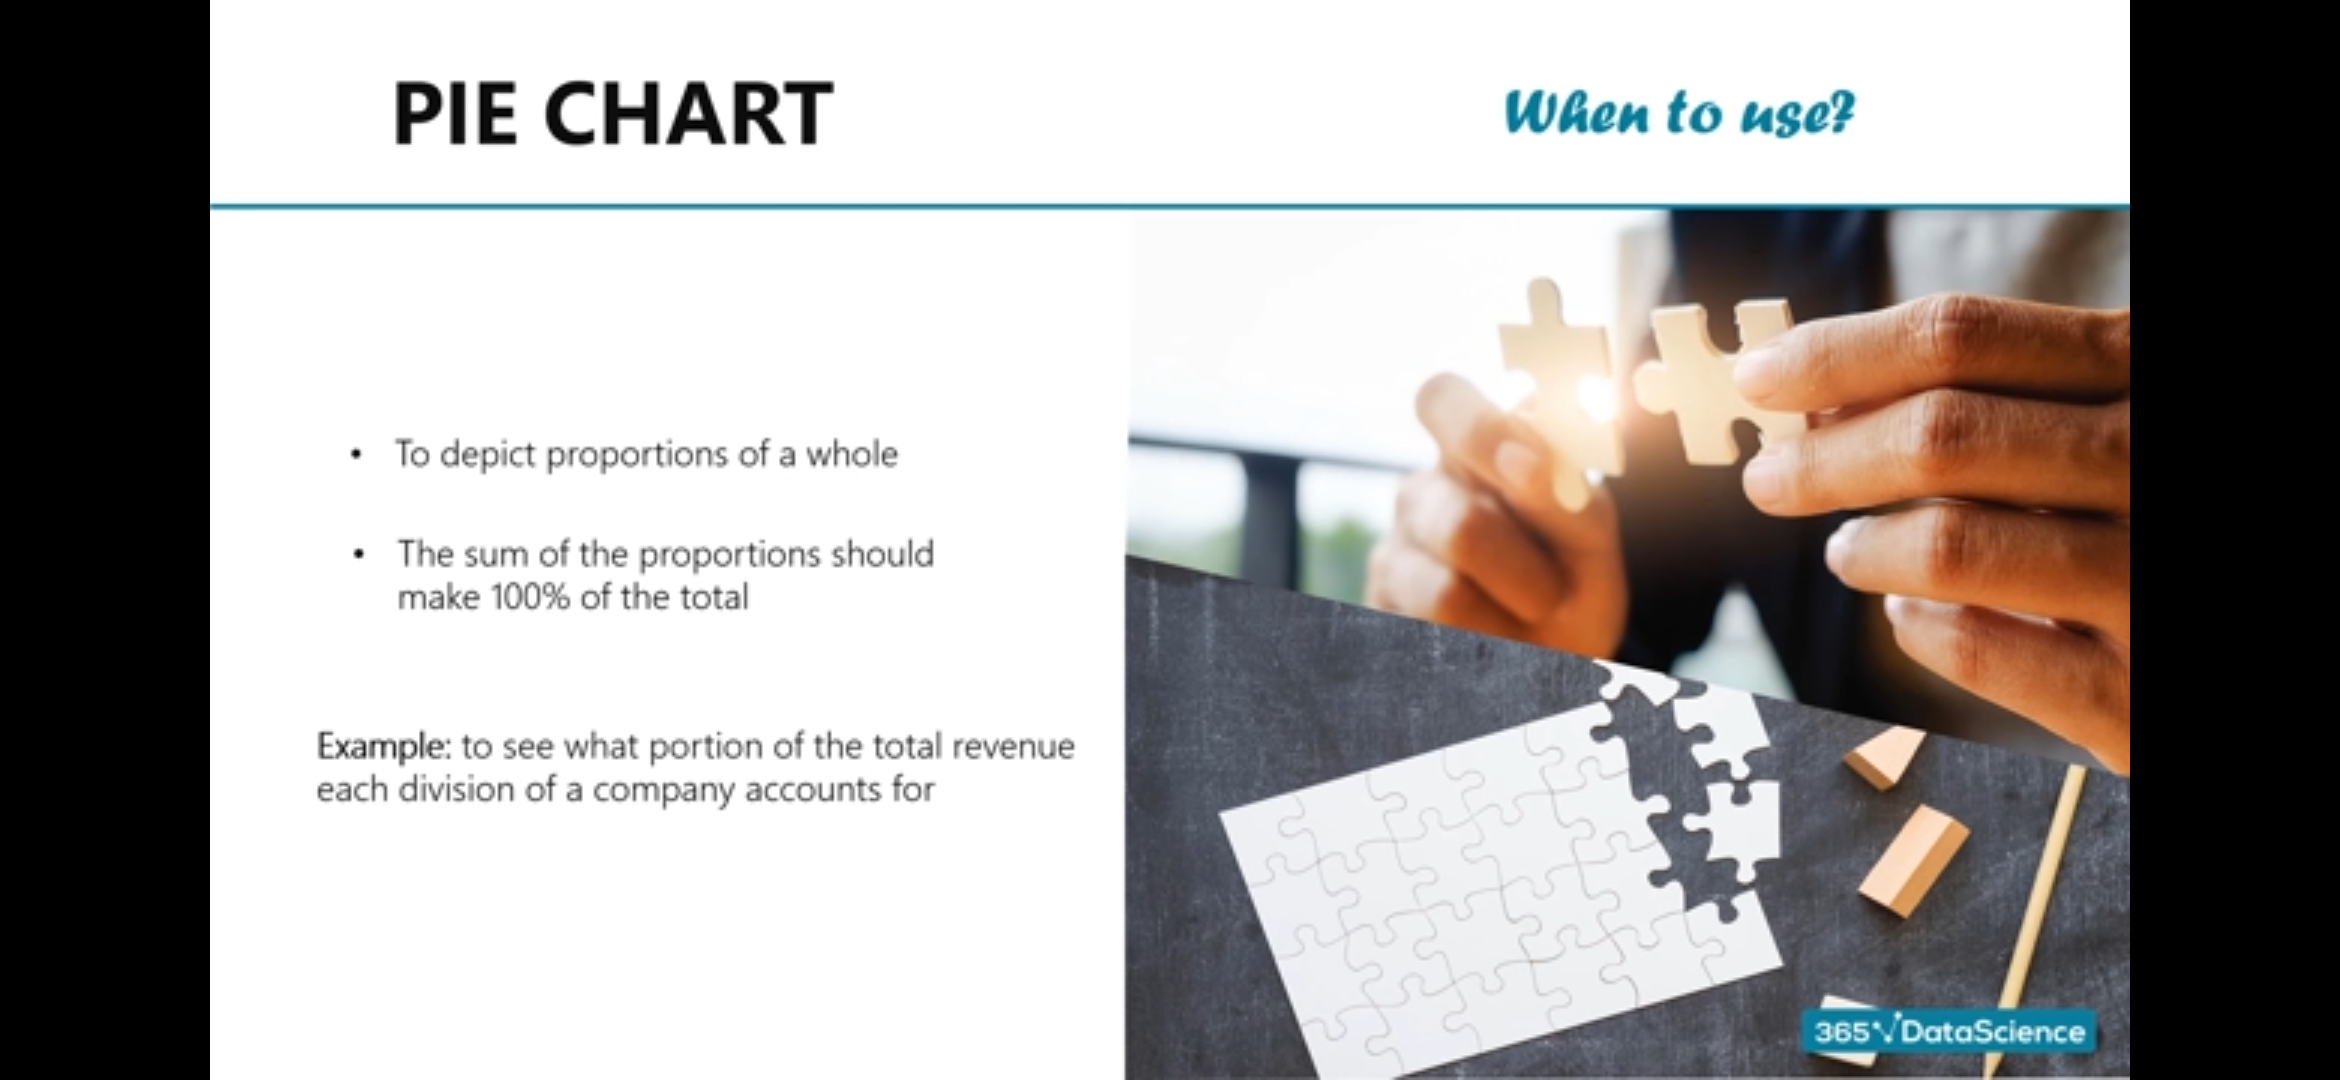 PIE CHART
When to use?
• To depict proportions of a whole
• The sum of the proportions should
make 100% of the total
Example: to see what portion of the total revenue
each division of a company accounts for
365 DataScience